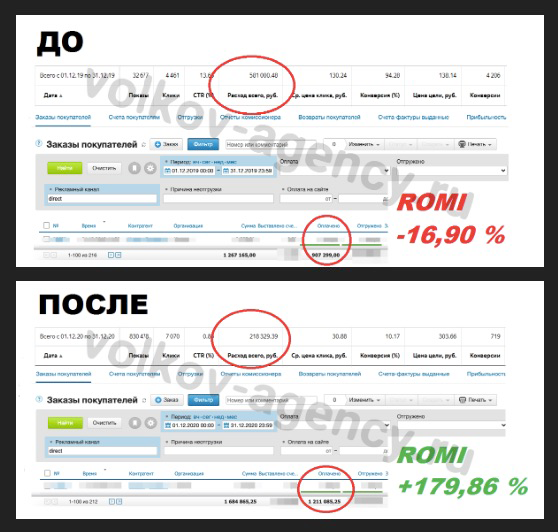 ДО
Всего с 01.12.19 по 31.12.19 32 677 4 461 13.65 581 000.48 130.24 94.28 138.14 4 206
Дата Показы Клики CTR (%) Расход всего, руб. Ср. цена клика, руб. Конверсия (%) Цена цели, руб. Конверсии
Заказы покупателей Счета покупателям Отгрузки Отчеты комиссионера Возвраты покупателей Счета-фактуры выданные Прибыльность
Заказы покупателей + Заказ Фильтр Номер или комментарий 0 Изменить Печать
Найти Очистить Период: вч-сег-нед-мес Оплата Отгружено
01.12.2019 00:00 – 31.12.2019 23:59
Рекламный канал Причина неотгрузки Оплата на сайте
direct от –
№ Время Контрагент Организация Сумма Выставлено сче... Оплачено Отгружено
1-100 из 216 1 267 165,00 907 399,00
ROMI
-16,90 %
volkov-agency.ru
ПОСЛЕ
Всего с 01.12.20 по 31.12.20 7 070 218 329.39 30.88 10.17 303.66 719
Дата Показы Клики CTR (%) Расход всего, руб. Ср. цена клика, руб. Конверсия (%) Цена цели, руб. Конверсии
Заказы покупателей Счета покупателям Отгрузки Отчеты комиссионера Возвраты покупателей Счета-фактуры выданные Прибыльность
Заказы покупателей + Заказ Фильтр Номер или комментарий 0 Изменить Печать
Найти Очистить Период: вч-сег-нед-мес Оплата Отгружено
01.12.2020 00:00 – 31.12.2020 23:59
Рекламный канал Причина неотгрузки Оплата на сайте
direct от –
№ Время Контрагент Организация Сумма Выставлено сче... Оплачено Отгружено
1-100 из 212 1 684 865,25 1 211 085,25
ROMI
+179,86 %
volkov-agency.ru